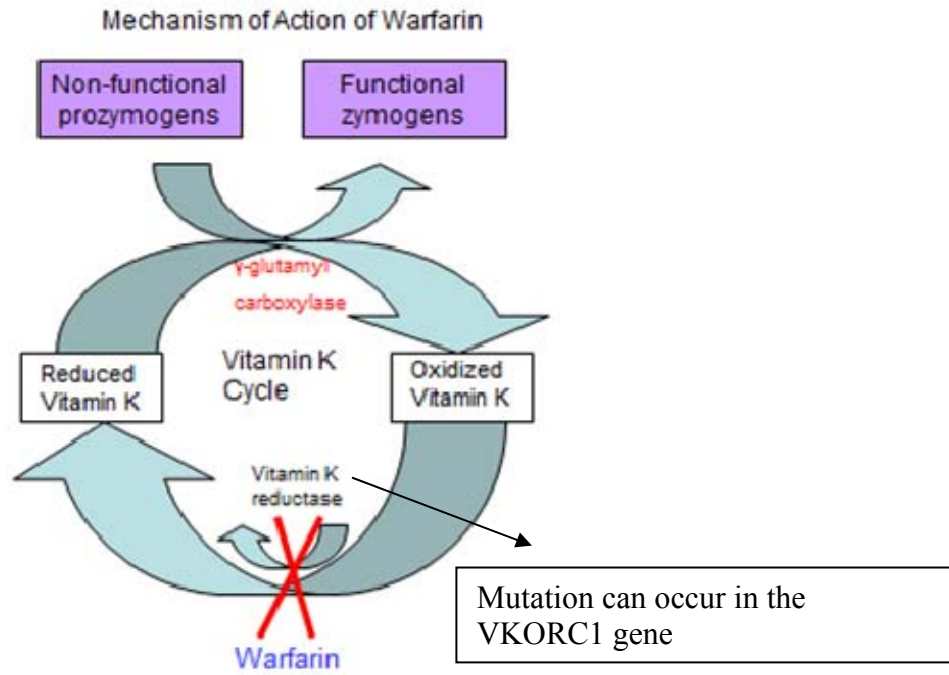 Mechanism of Action of Warfarin
Non-functional
prozymogens
Functional
zymogens
γ-glutamyl
carboxylase
Reduced
Vitamin K
Vitamin K
Cycle
Oxidized
Vitamin K
Vitamin K
reductase
Mutation can occur in the
VKORC1 gene
Warfarin